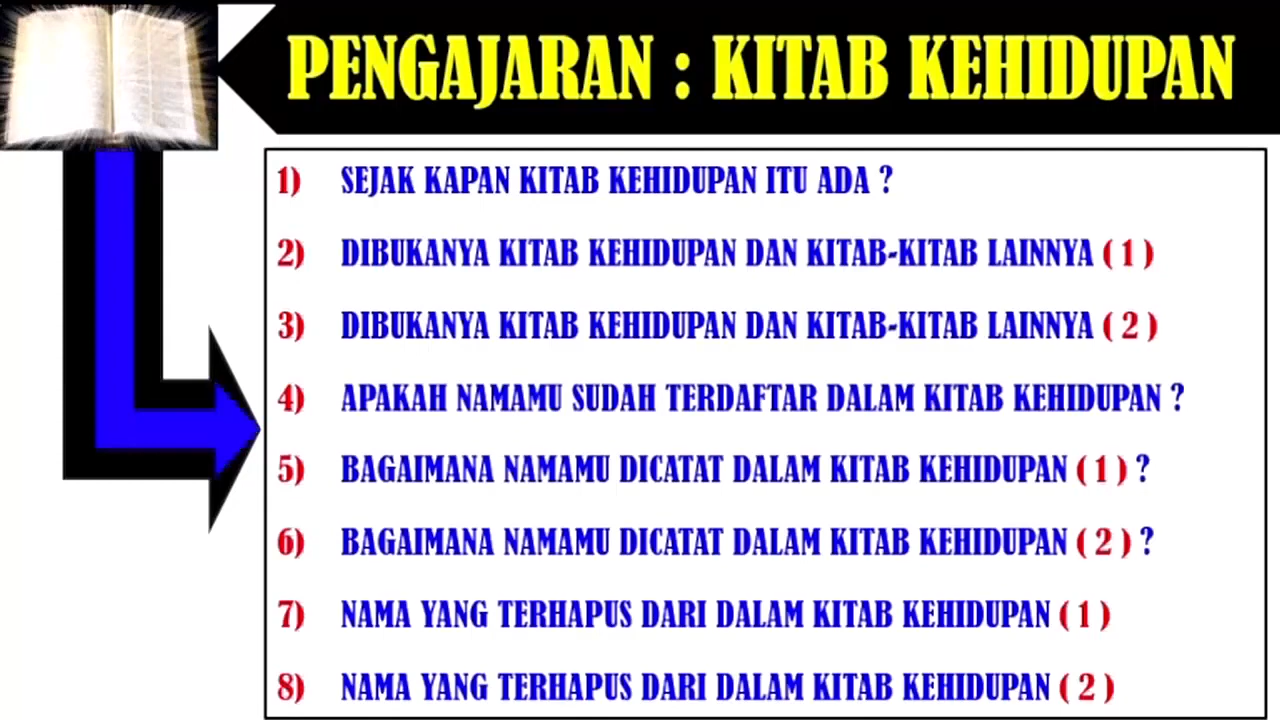 PENGAJARAN : KITAB KEHIDUPAN
1) SEJAK KAPAN KITAB KEHIDUPAN ITU ADA ?
2) DIBUKANYA KITAB KEHIDUPAN DAN KITAB-KITAB LAINNYA ( 1 )
3) DIBUKANYA KITAB KEHIDUPAN DAN KITAB-KITAB LAINNYA ( 2 )
4) APAKAH NAMAMU SUDAH TERDAFTAR DALAM KITAB KEHIDUPAN ?
5) BAGAIMANA NAMAMU DICATAT DALAM KITAB KEHIDUPAN ( 1 ) ?
6) BAGAIMANA NAMAMU DICATAT DALAM KITAB KEHIDUPAN ( 2 ) ?
7) NAMA YANG TERHAPUS DARI DALAM KITAB KEHIDUPAN ( 1 )
8) NAMA YANG TERHAPUS DARI DALAM KITAB KEHIDUPAN ( 2 )